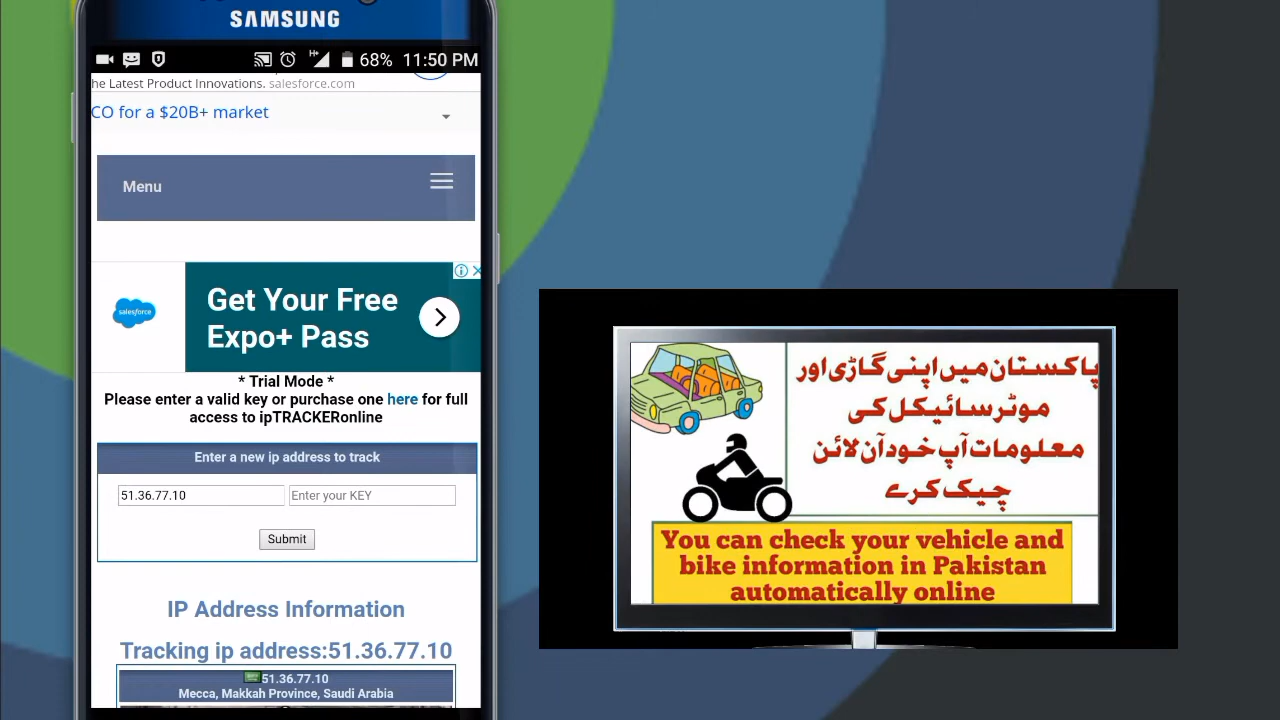 SAMSUNG
68% 11:50 PM
he Latest Product Innovations. salesforce.com
CO for a $20B+ market
Menu
salesforce
Get Your Free
Expo+ Pass
* Trial Mode *
Please enter a valid key or purchase one here for full
access to ipTRACKERonline
Enter a new ip address to track
51.36.77.10 Enter your KEY
Submit
IP Address Information
Tracking ip address:51.36.77.10
51.36.77.10
Mecca, Makkah Province, Saudi Arabia
پاکستان میں اپنی گاڑی اور
موٹر سائیکل کی
معلومات آپ خود آن لائن
چیک کرے
You can check your vehicle and
bike information in Pakistan
automatically online